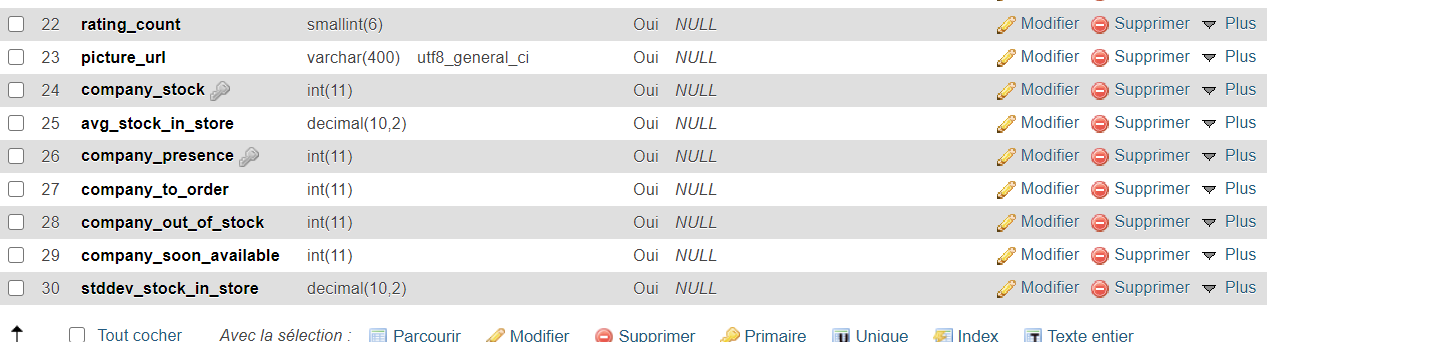 22 rating_count smallint(6) Oui NULL Modifier Supprimer Plus
23 picture_url varchar(400) utf8_general_ci Oui NULL Modifier Supprimer Plus
24 company_stock int(11) Oui NULL Modifier Supprimer Plus
25 avg_stock_in_store decimal(10,2) Oui NULL Modifier Supprimer Plus
26 company_presence int(11) Oui NULL Modifier Supprimer Plus
27 company_to_order int(11) Oui NULL Modifier Supprimer Plus
28 company_out_of_stock int(11) Oui NULL Modifier Supprimer Plus
29 company_soon_available int(11) Oui NULL Modifier Supprimer Plus
30 stddev_stock_in_store decimal(10,2) Oui NULL Modifier Supprimer Plus
Tout cocher Avec la sélection : Parcourir Modifier Supprimer Primaire U Unique Index T Texte entier